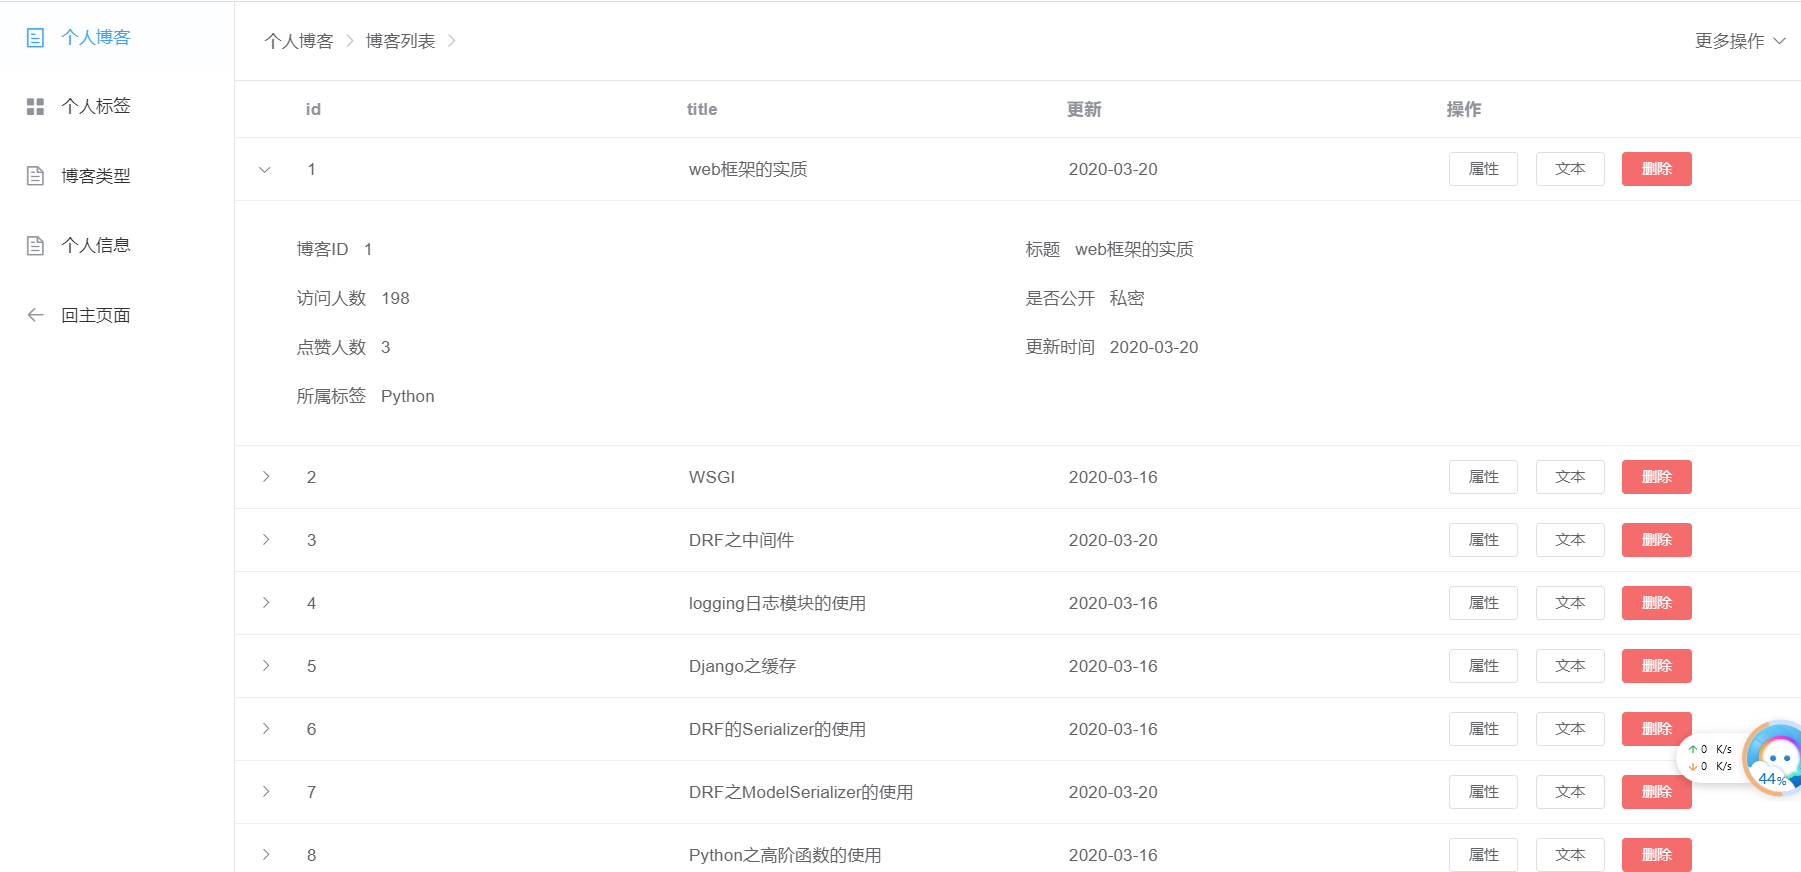 个人博客
个人标签
博客类型
个人信息
回主页面
个人博客 博客列表
更多操作
id title 更新 操作
1 web框架的实质 2020-03-20 属性 文本 删除
博客ID 1 标题 web框架的实质
访问人数 198 是否公开 私密
点赞人数 3 更新时间 2020-03-20
所属标签 Python
2 WSGI 2020-03-16 属性 文本 删除
3 DRF之中间件 2020-03-20 属性 文本 删除
4 logging日志模块的使用 2020-03-16 属性 文本 删除
5 Django之缓存 2020-03-16 属性 文本 删除
6 DRF的Serializer的使用 2020-03-16 属性 文本 删除
7 DRF之ModelSerializer的使用 2020-03-20 属性 文本 删除
8 Python之高阶函数的使用 2020-03-16 属性 文本 删除
0 K/s
0 K/s
44%